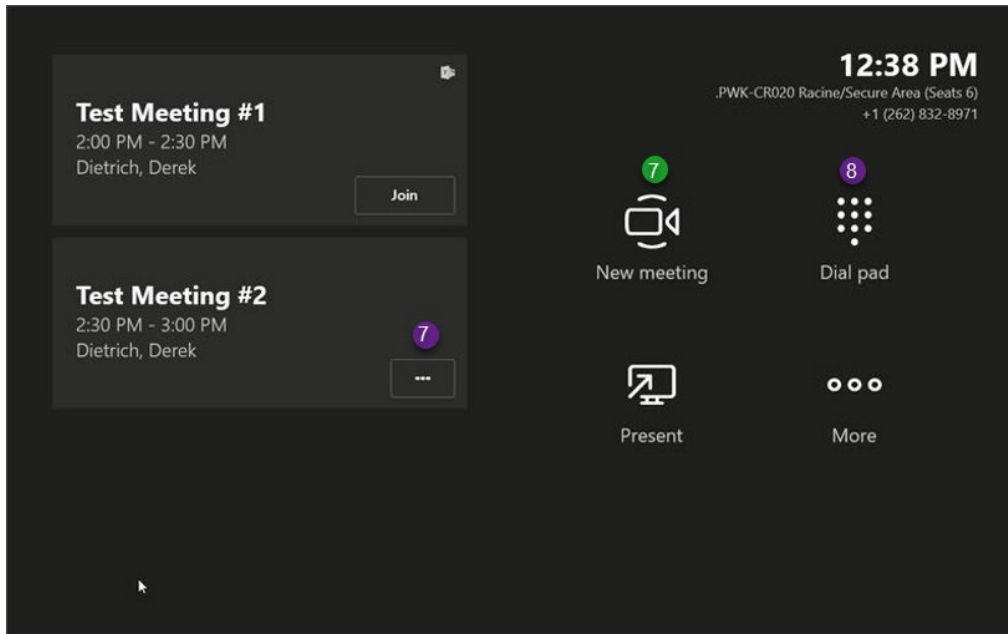 Test Meeting #1
2:00 PM - 2:30 PM
Dietrich, Derek
Join
Test Meeting #2
2:30 PM - 3:00 PM
Dietrich, Derek
7
...
12:38 PM
.PWK-CR020 Racine/Secure Area (Seats 6)
+1 (262) 832-8971
7
New meeting
8
Dial pad
Present
More